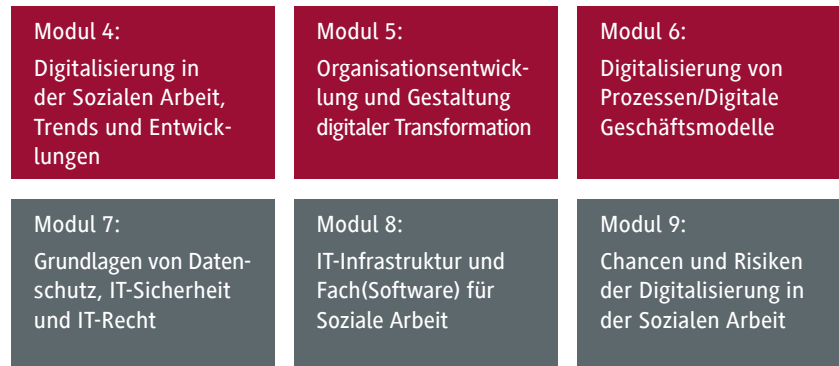 Modul 4:
Digitalisierung in
der Sozialen Arbeit,
Trends und Entwick-
lungen
Modul 5:
Organisationsentwick-
lung und Gestaltung
digitaler Transformation
Modul 6:
Digitalisierung von
Prozessen/Digitale
Geschäftsmodelle
Modul 7:
Grundlagen von Daten-
schutz, IT-Sicherheit
und IT-Recht
Modul 8:
IT-Infrastruktur und
Fach(Software) für
Soziale Arbeit
Modul 9:
Chancen und Risiken
der Digitalisierung in
der Sozialen Arbeit